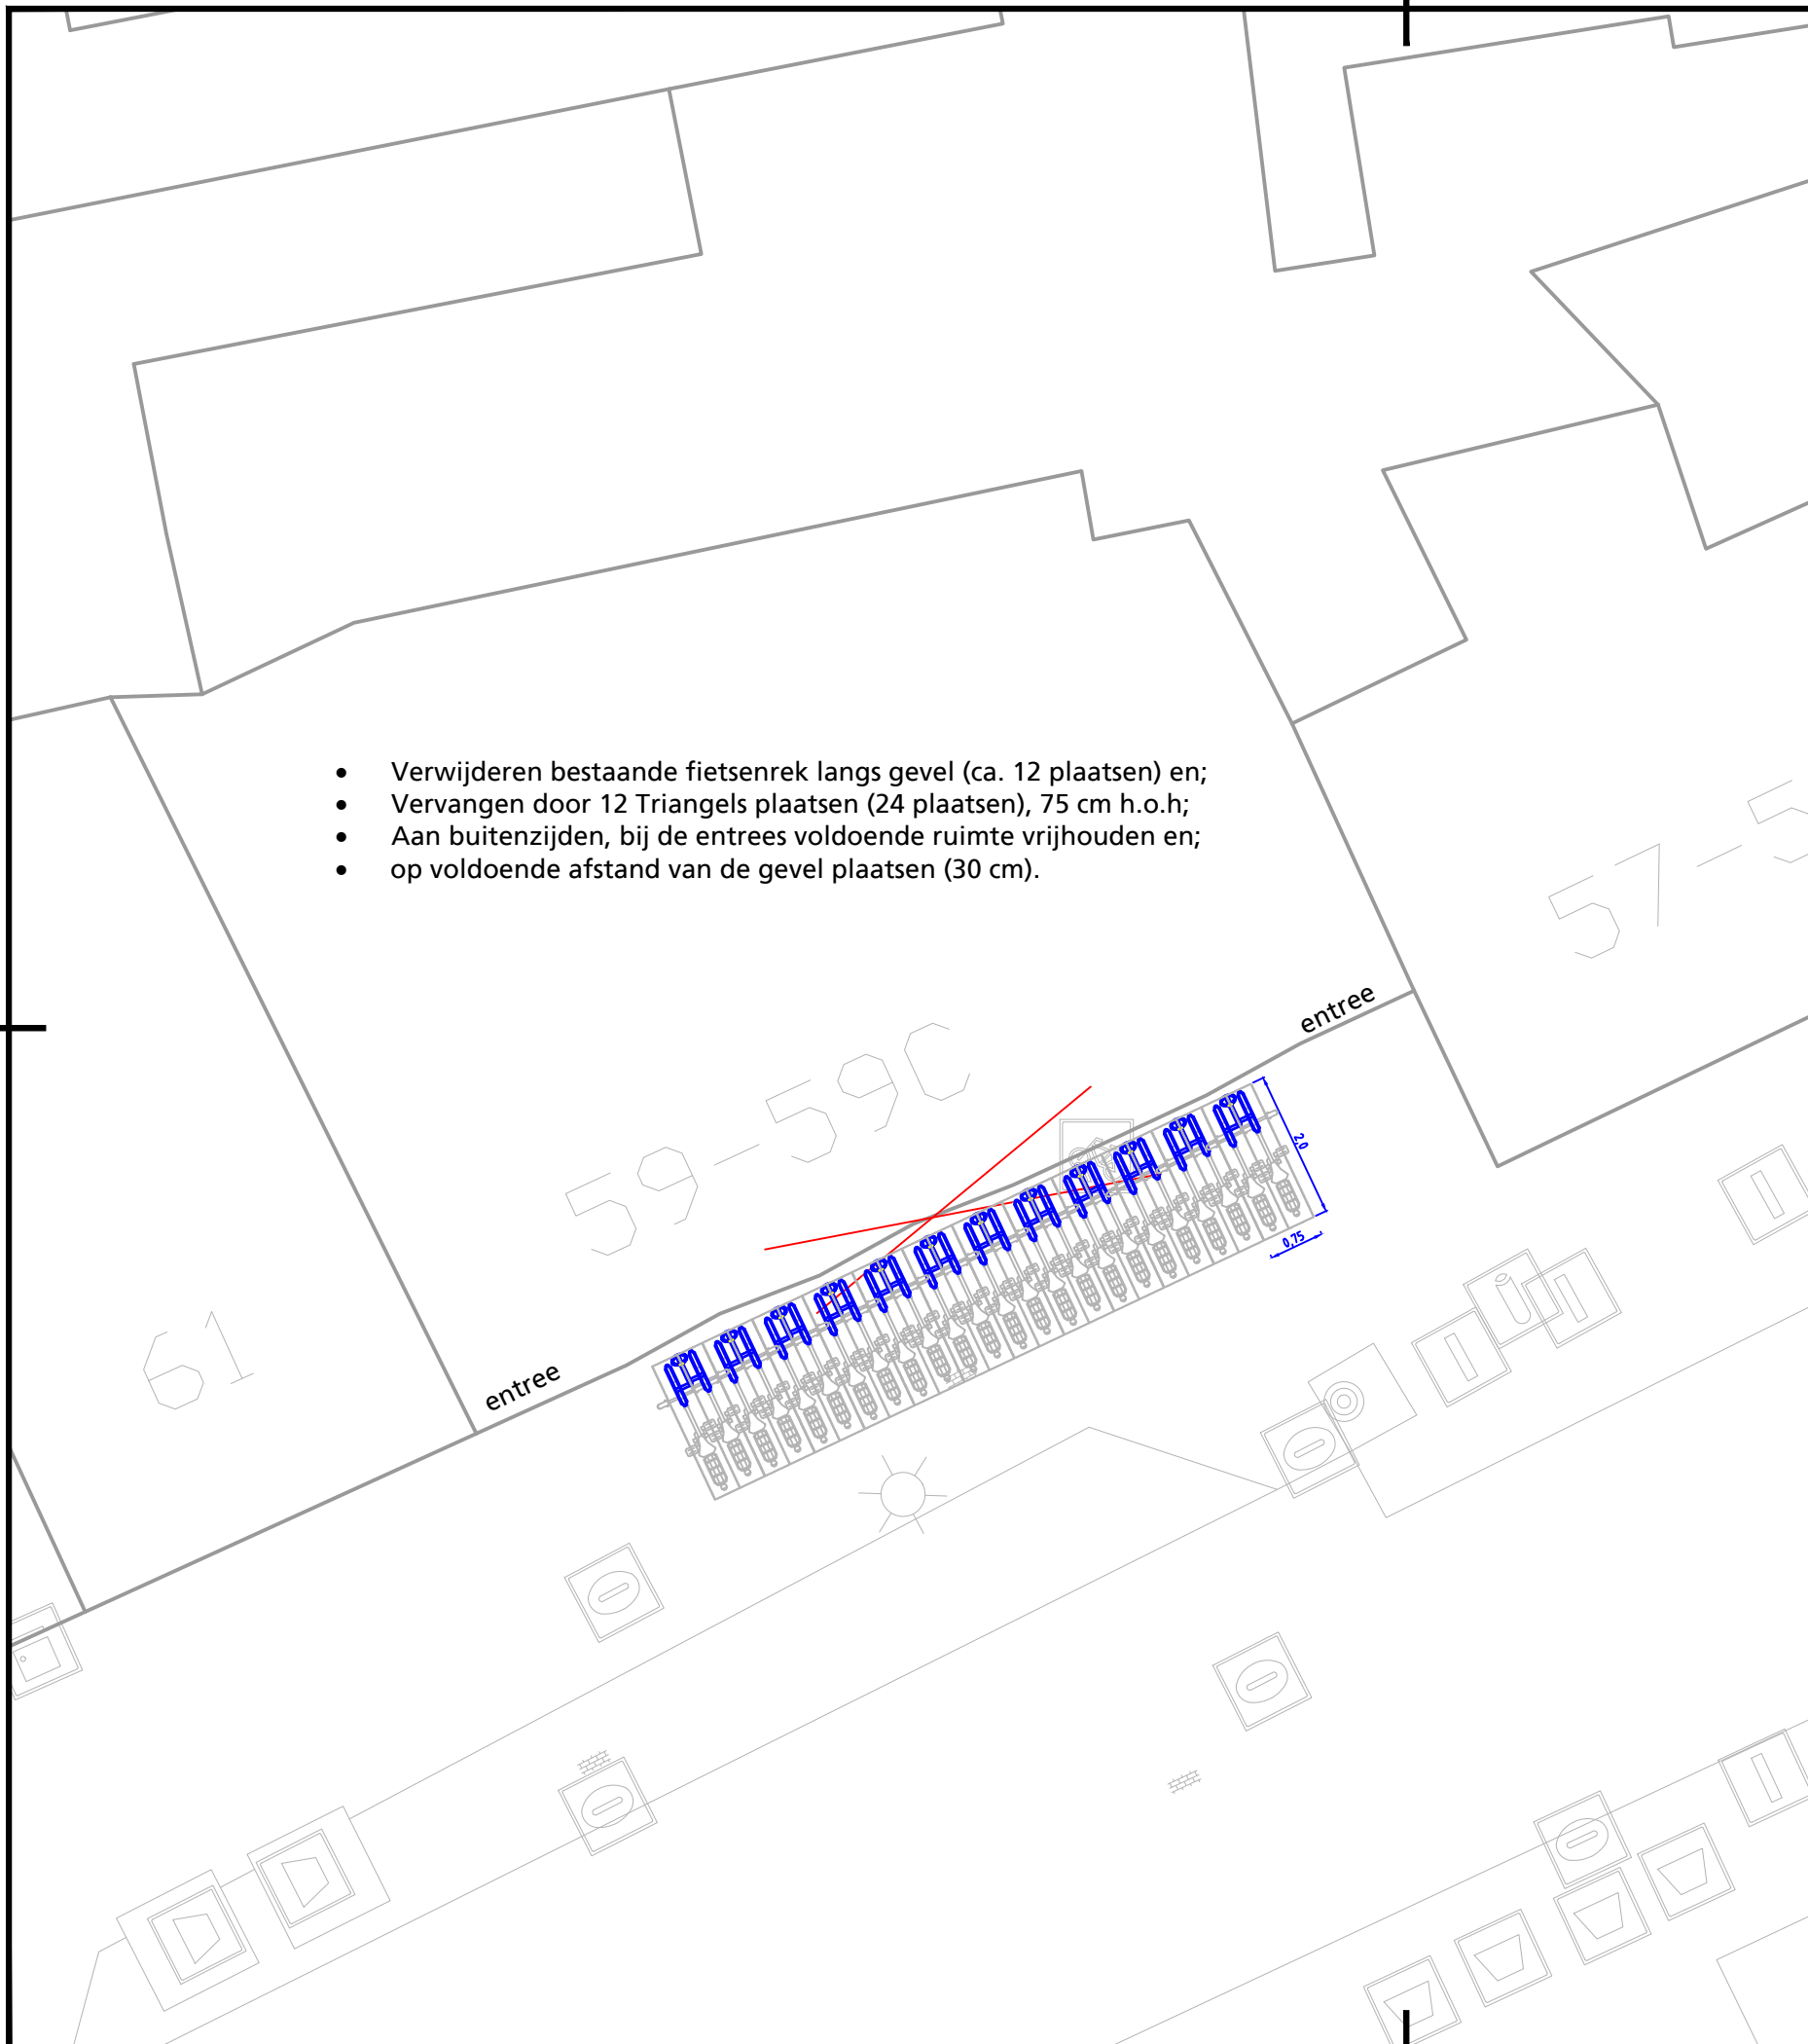 • Verwijderen bestaande fietsenrek langs gevel (ca. 12 plaatsen) en;
• Vervangen door 12 Triangels plaatsen (24 plaatsen), 75 cm h.o.h;
• Aan buitenzijden, bij de entrees voldoende ruimte vrijhouden en;
• op voldoende afstand van de gevel plaatsen (30 cm).
57-5
entree
59-59C
2.0
0.75
61
entree